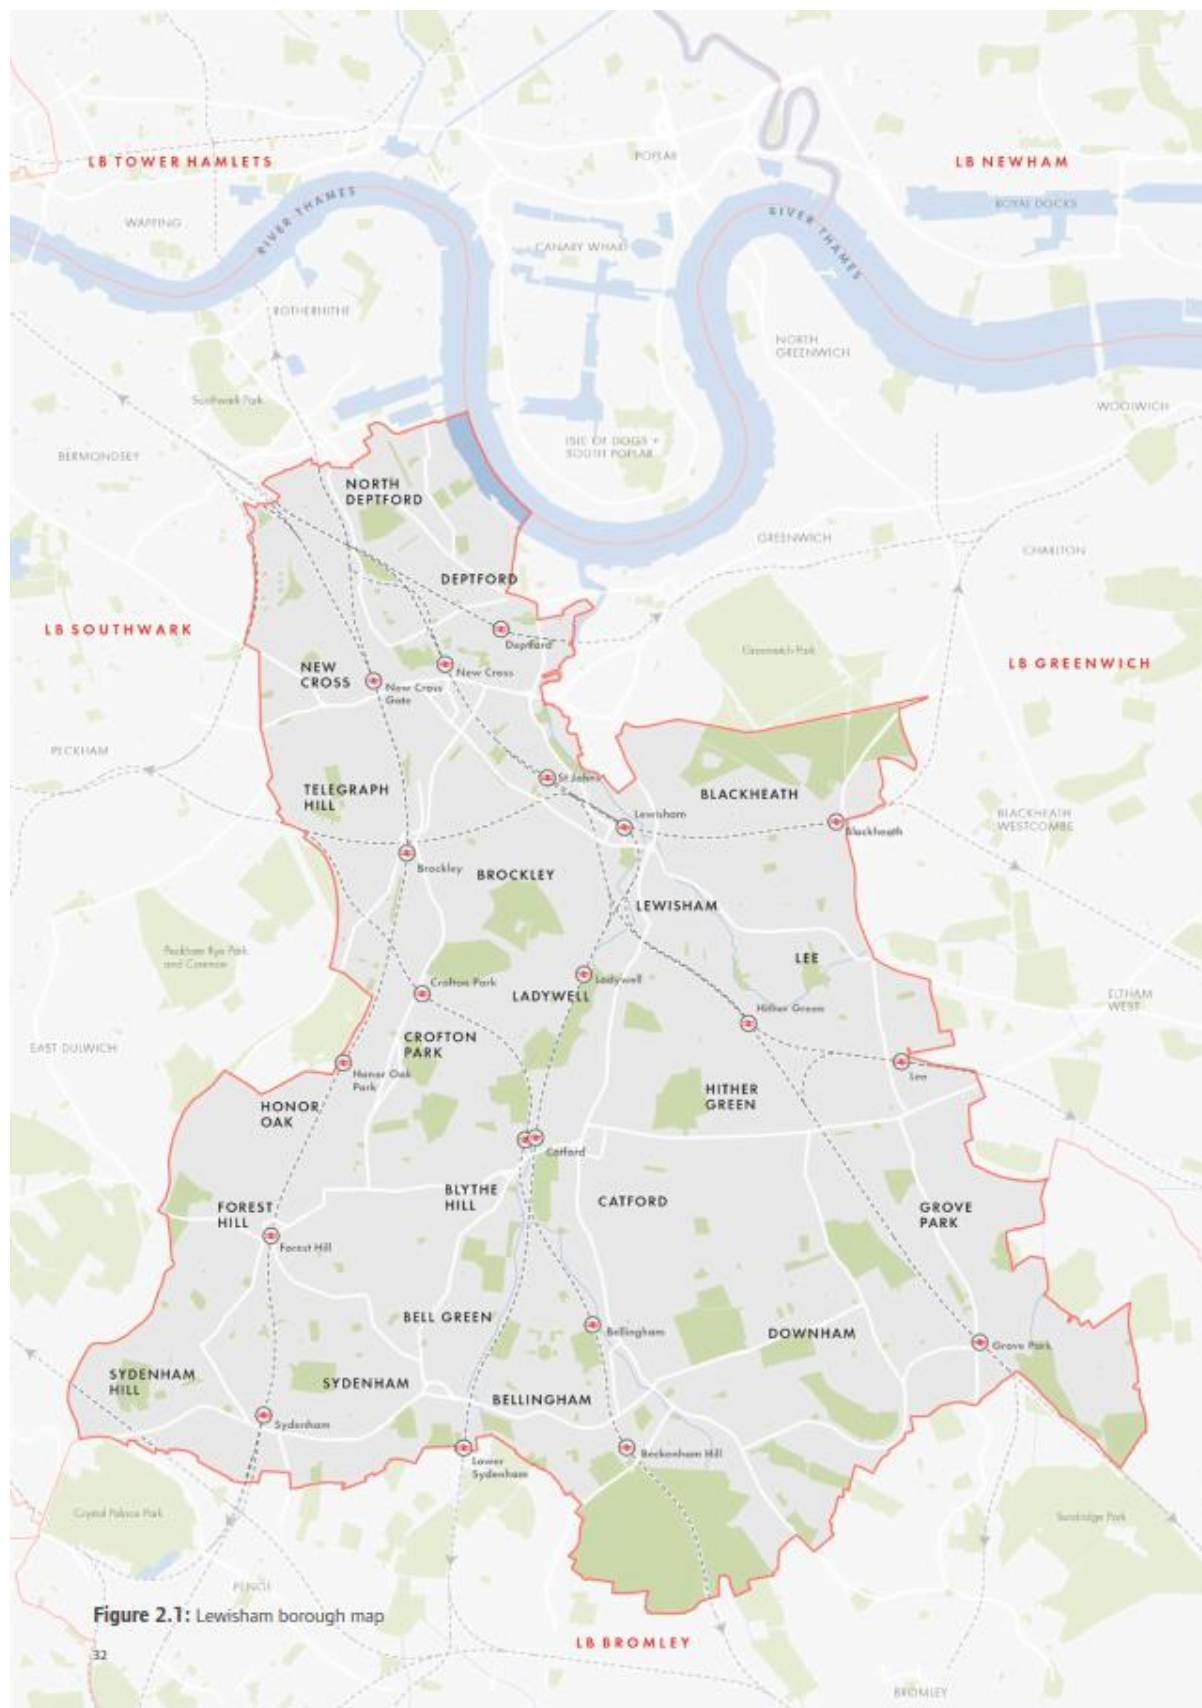 LB TOWER HAMLETS
POPLAR
LB NEWHAM
WAPPING
RIVER THAMES
ROYAL DOCKS
RIVER THAMES
CANARY WHARF
ROTHERHITHE
NORTH
GREENWICH
Southwark Park
WOOLWICH
BERMONDSEY
ISLE OF DOGS +
SOUTH POPLAR
NORTH
DEPTFORD
GREENWICH
CHARLTON
DEPTFORD
LB SOUTHWARK
Deptford
Greenwich Park
LB GREENWICH
NEW
CROSS
New Cross
New Cross
Gate
PECKHAM
St Johns
TELEGRAPH
HILL
BLACKHEATH
Lewisham
Blackheath
BLACKHEATH
WESTCOMBE
Brockley
BROCKLEY
LEWISHAM
Peckham Rye Park
and Common
LEE
Crofton Park
LADYWELL
Ladywell
ELTHAM
WEST
Hither Green
EAST DULWICH
CROFTON
PARK
Honor Oak
Park
Lee
HITHER
GREEN
HONOR
OAK
Catford
BLYTHE
HILL
CATFORD
FOREST
HILL
GROVE
PARK
Forest Hill
BELL GREEN
Bellingham
DOWNHAM
Grove Park
SYDENHAM
HILL
SYDENHAM
BELLINGHAM
Sydenham
Lower
Sydenham
Beckenham Hill
Crystal Palace Park
Sundridge Park
PENGE
Figure 2.1: Lewisham borough map
LB BROMLEY
32
BROMLEY